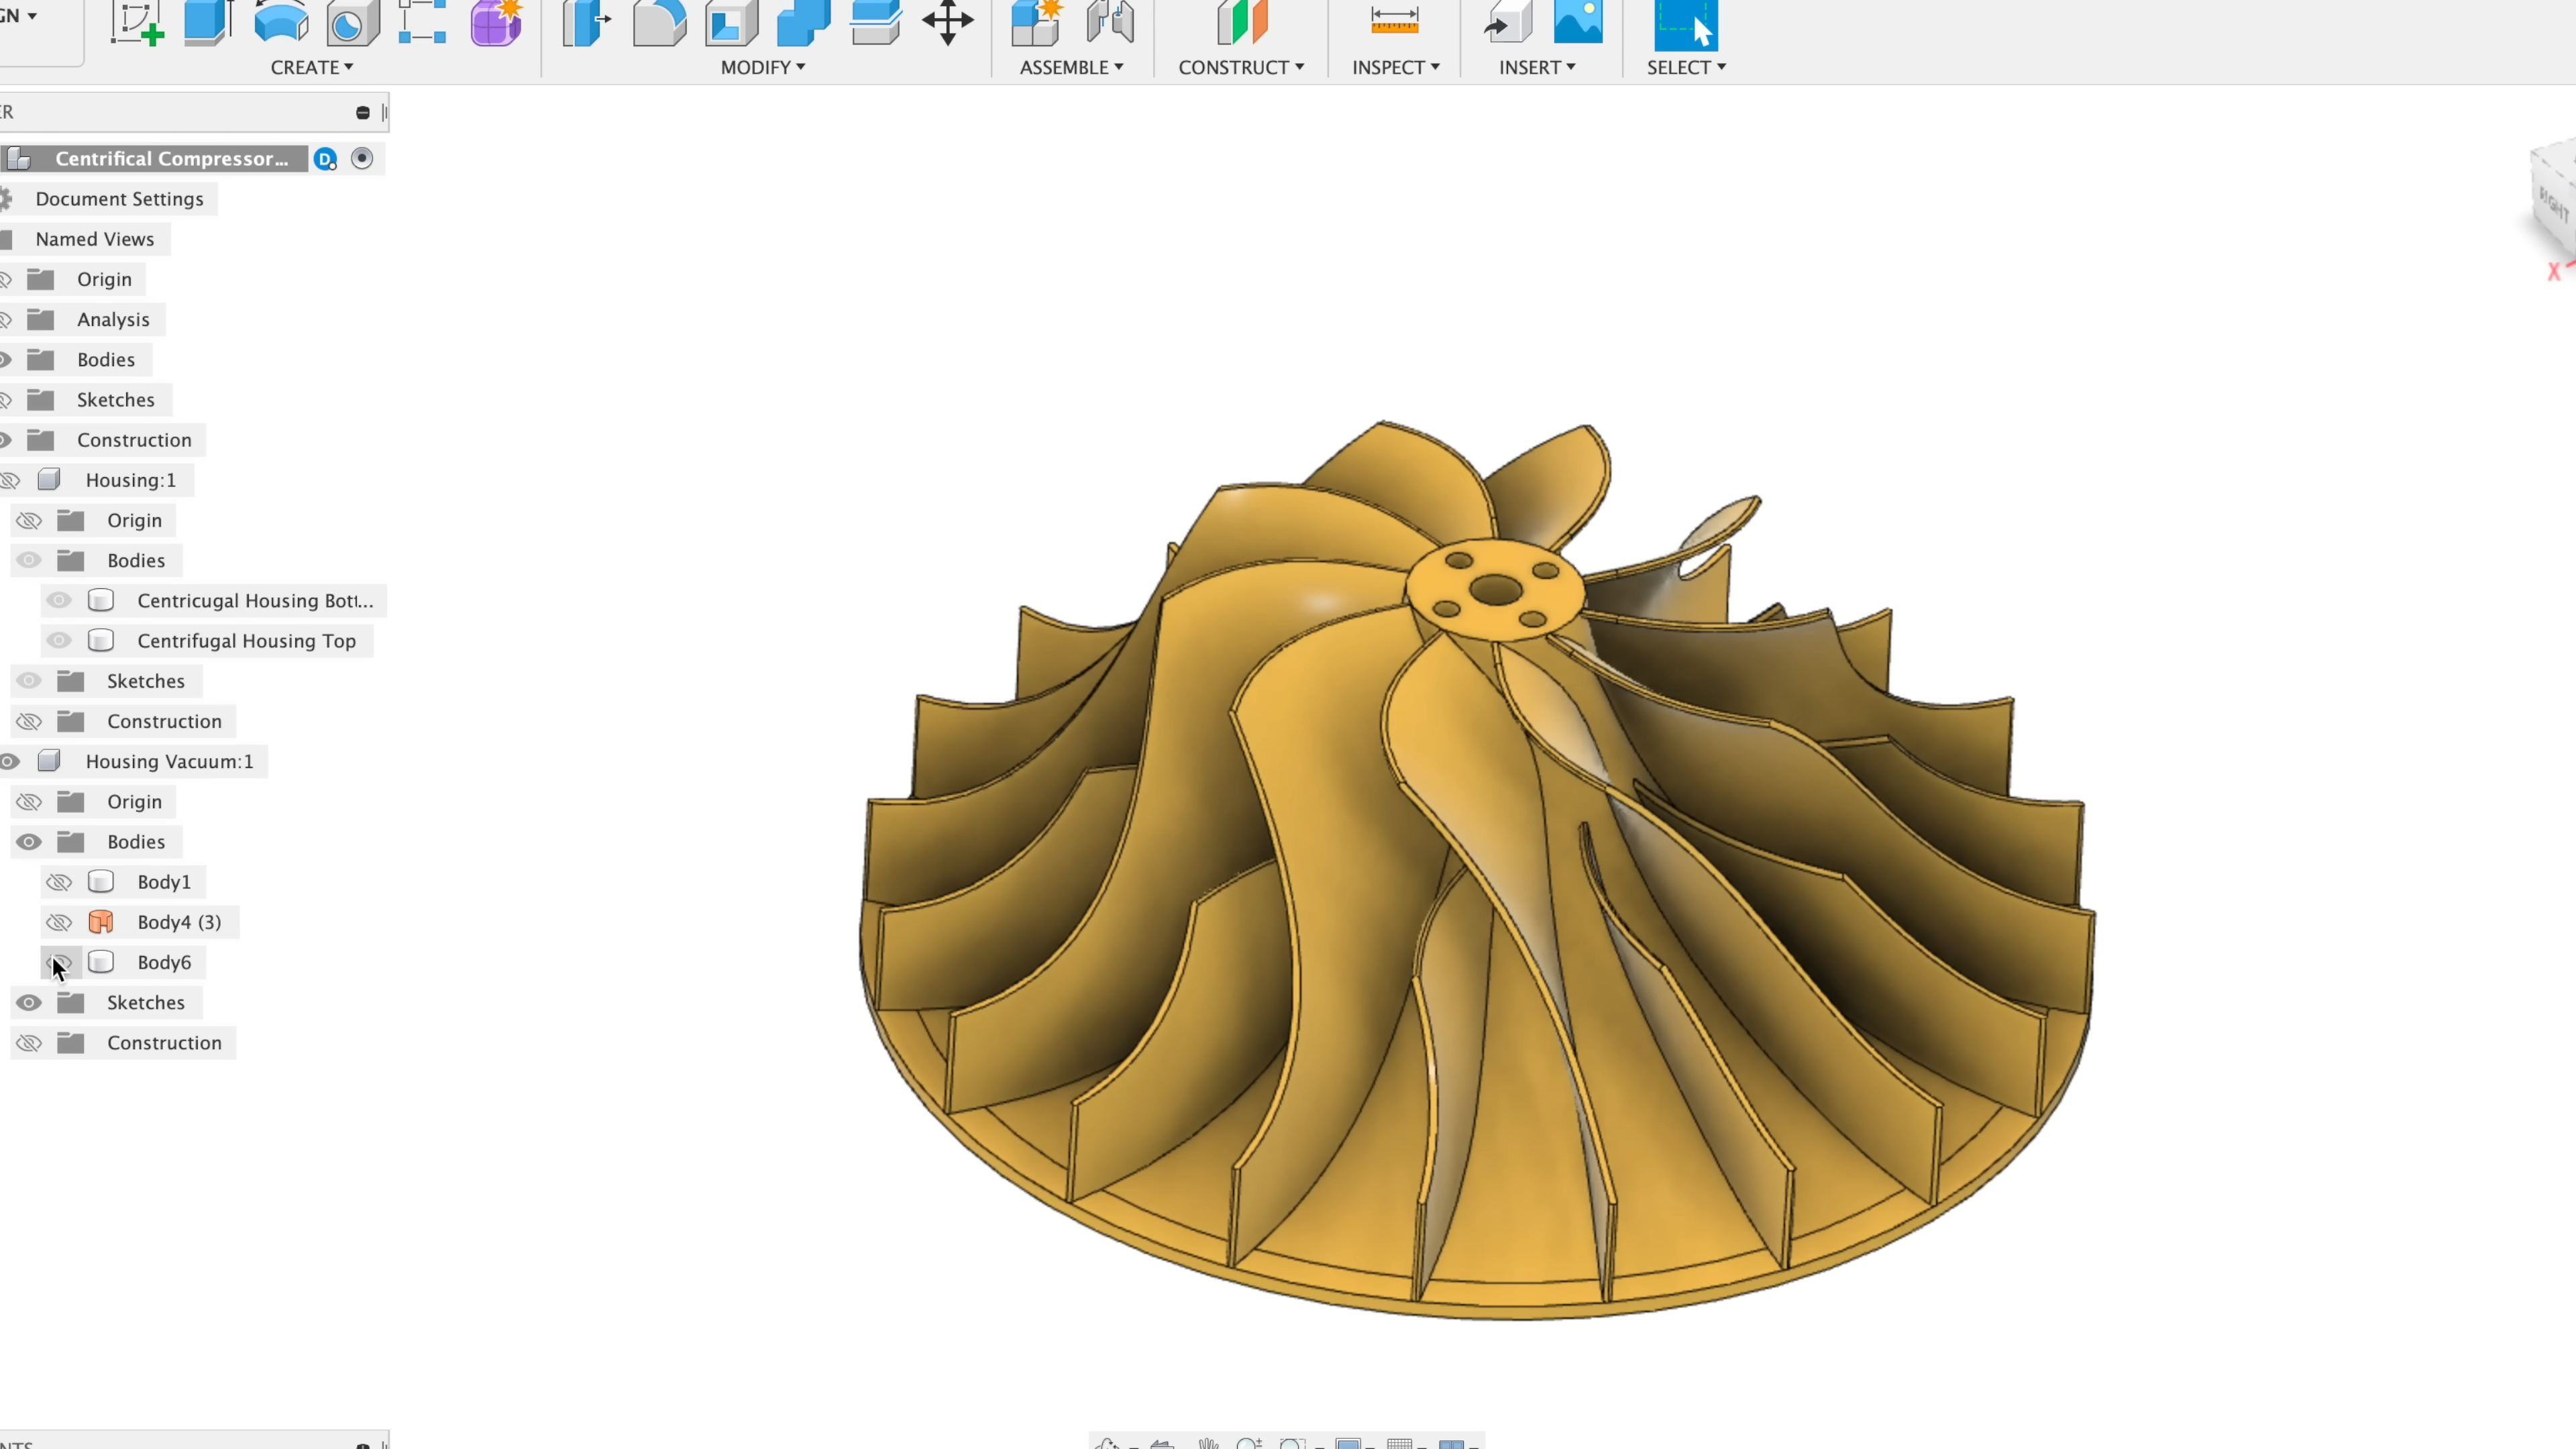 GN
CREATE
MODIFY
ASSEMBLE
CONSTRUCT
INSPECT
INSERT
SELECT
ER
Centrifical Compressor...
D
Document Settings
Named Views
Origin
Analysis
Bodies
Sketches
Construction
Housing:1
Origin
Bodies
Centricugal Housing Bott...
Centrifugal Housing Top
Sketches
Construction
Housing Vacuum:1
Origin
Bodies
Body1
Body4 (3)
Body6
Sketches
Construction
RIGHT
X